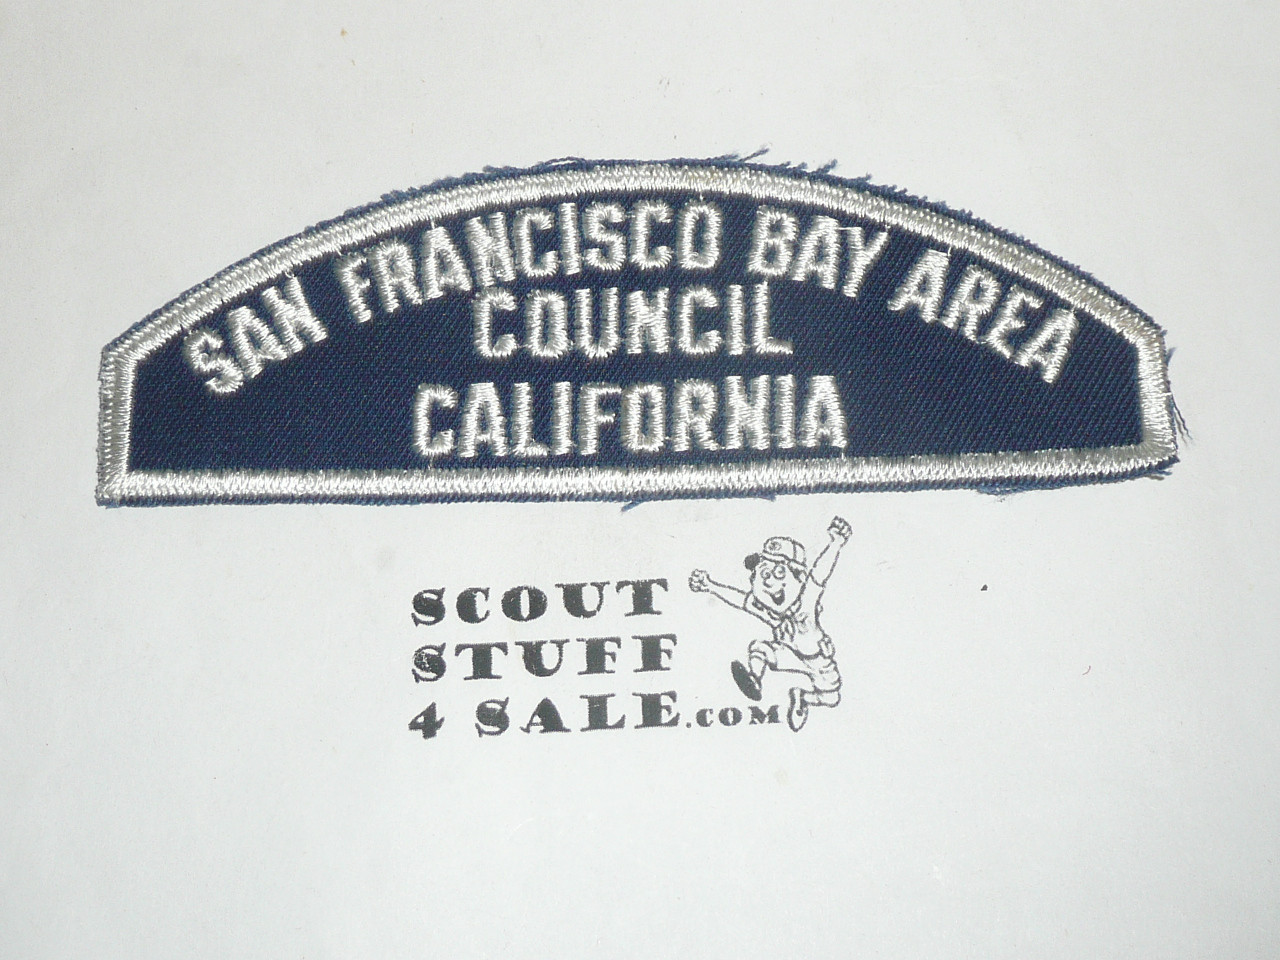 SAN FRANCISCO BAY AREA
COUNCIL
CALIFORNIA
SCOUT
STUFF
4 SALE.COM